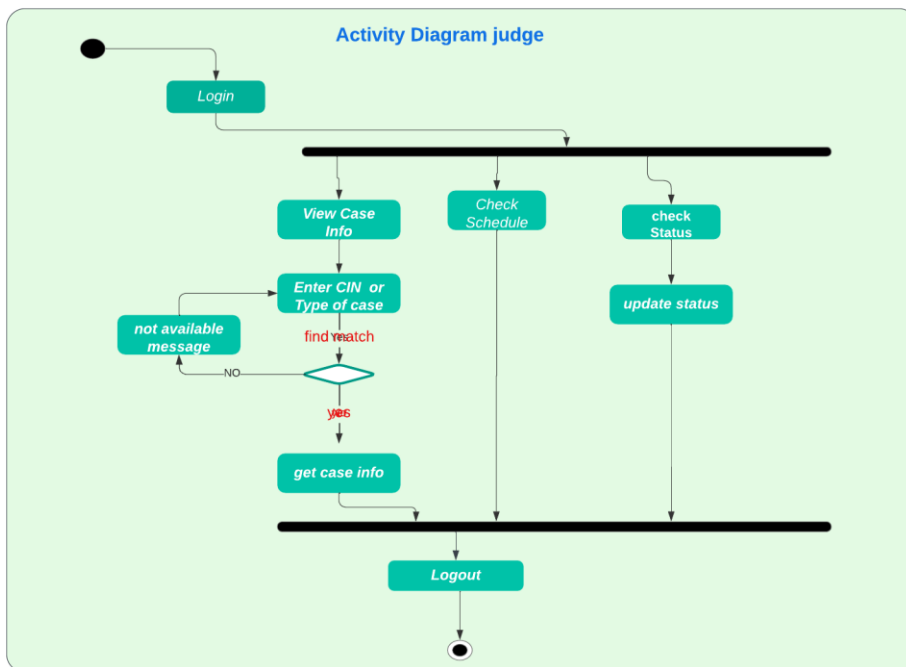 Activity Diagram judge
Login
View Case
Info
Check
Schedule
check
Status
Enter CIN or
Type of case
update status
not available
message
find match
Yes
NO
yes
get case info
Logout